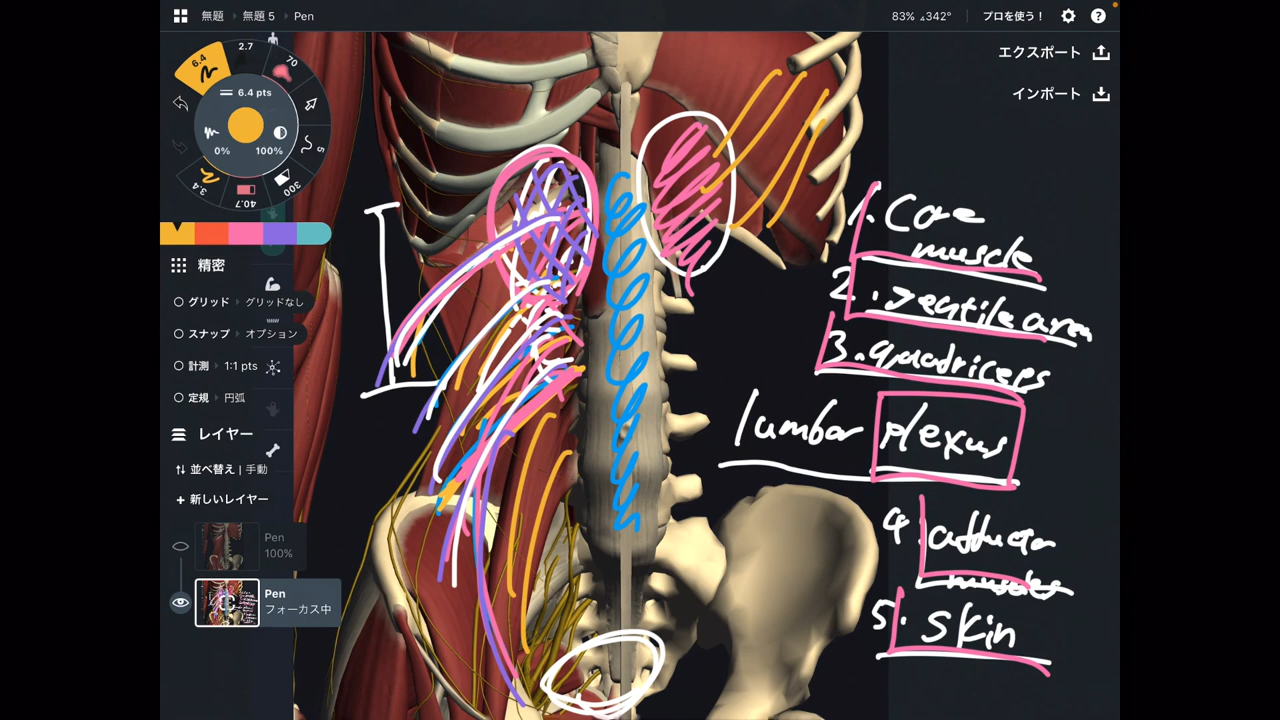 無題 無題 5 Pen
83% ⊿342° プロを使う！
エクスポート
インポート
2.7
6.4
70
6.4 pts
5
0% 100%
3.4
40.7
300
精密
グリッド グリッドなし
スナップ オプション
計測 1:1 pts
定規 円弧
レイヤー
並べ替え | 手動
+ 新しいレイヤー
Pen
100%
Pen
フォーカス中
1. Core
muscle
2.
3. quadriceps
lumbar plexus
4. adductor
muscles
5. skin